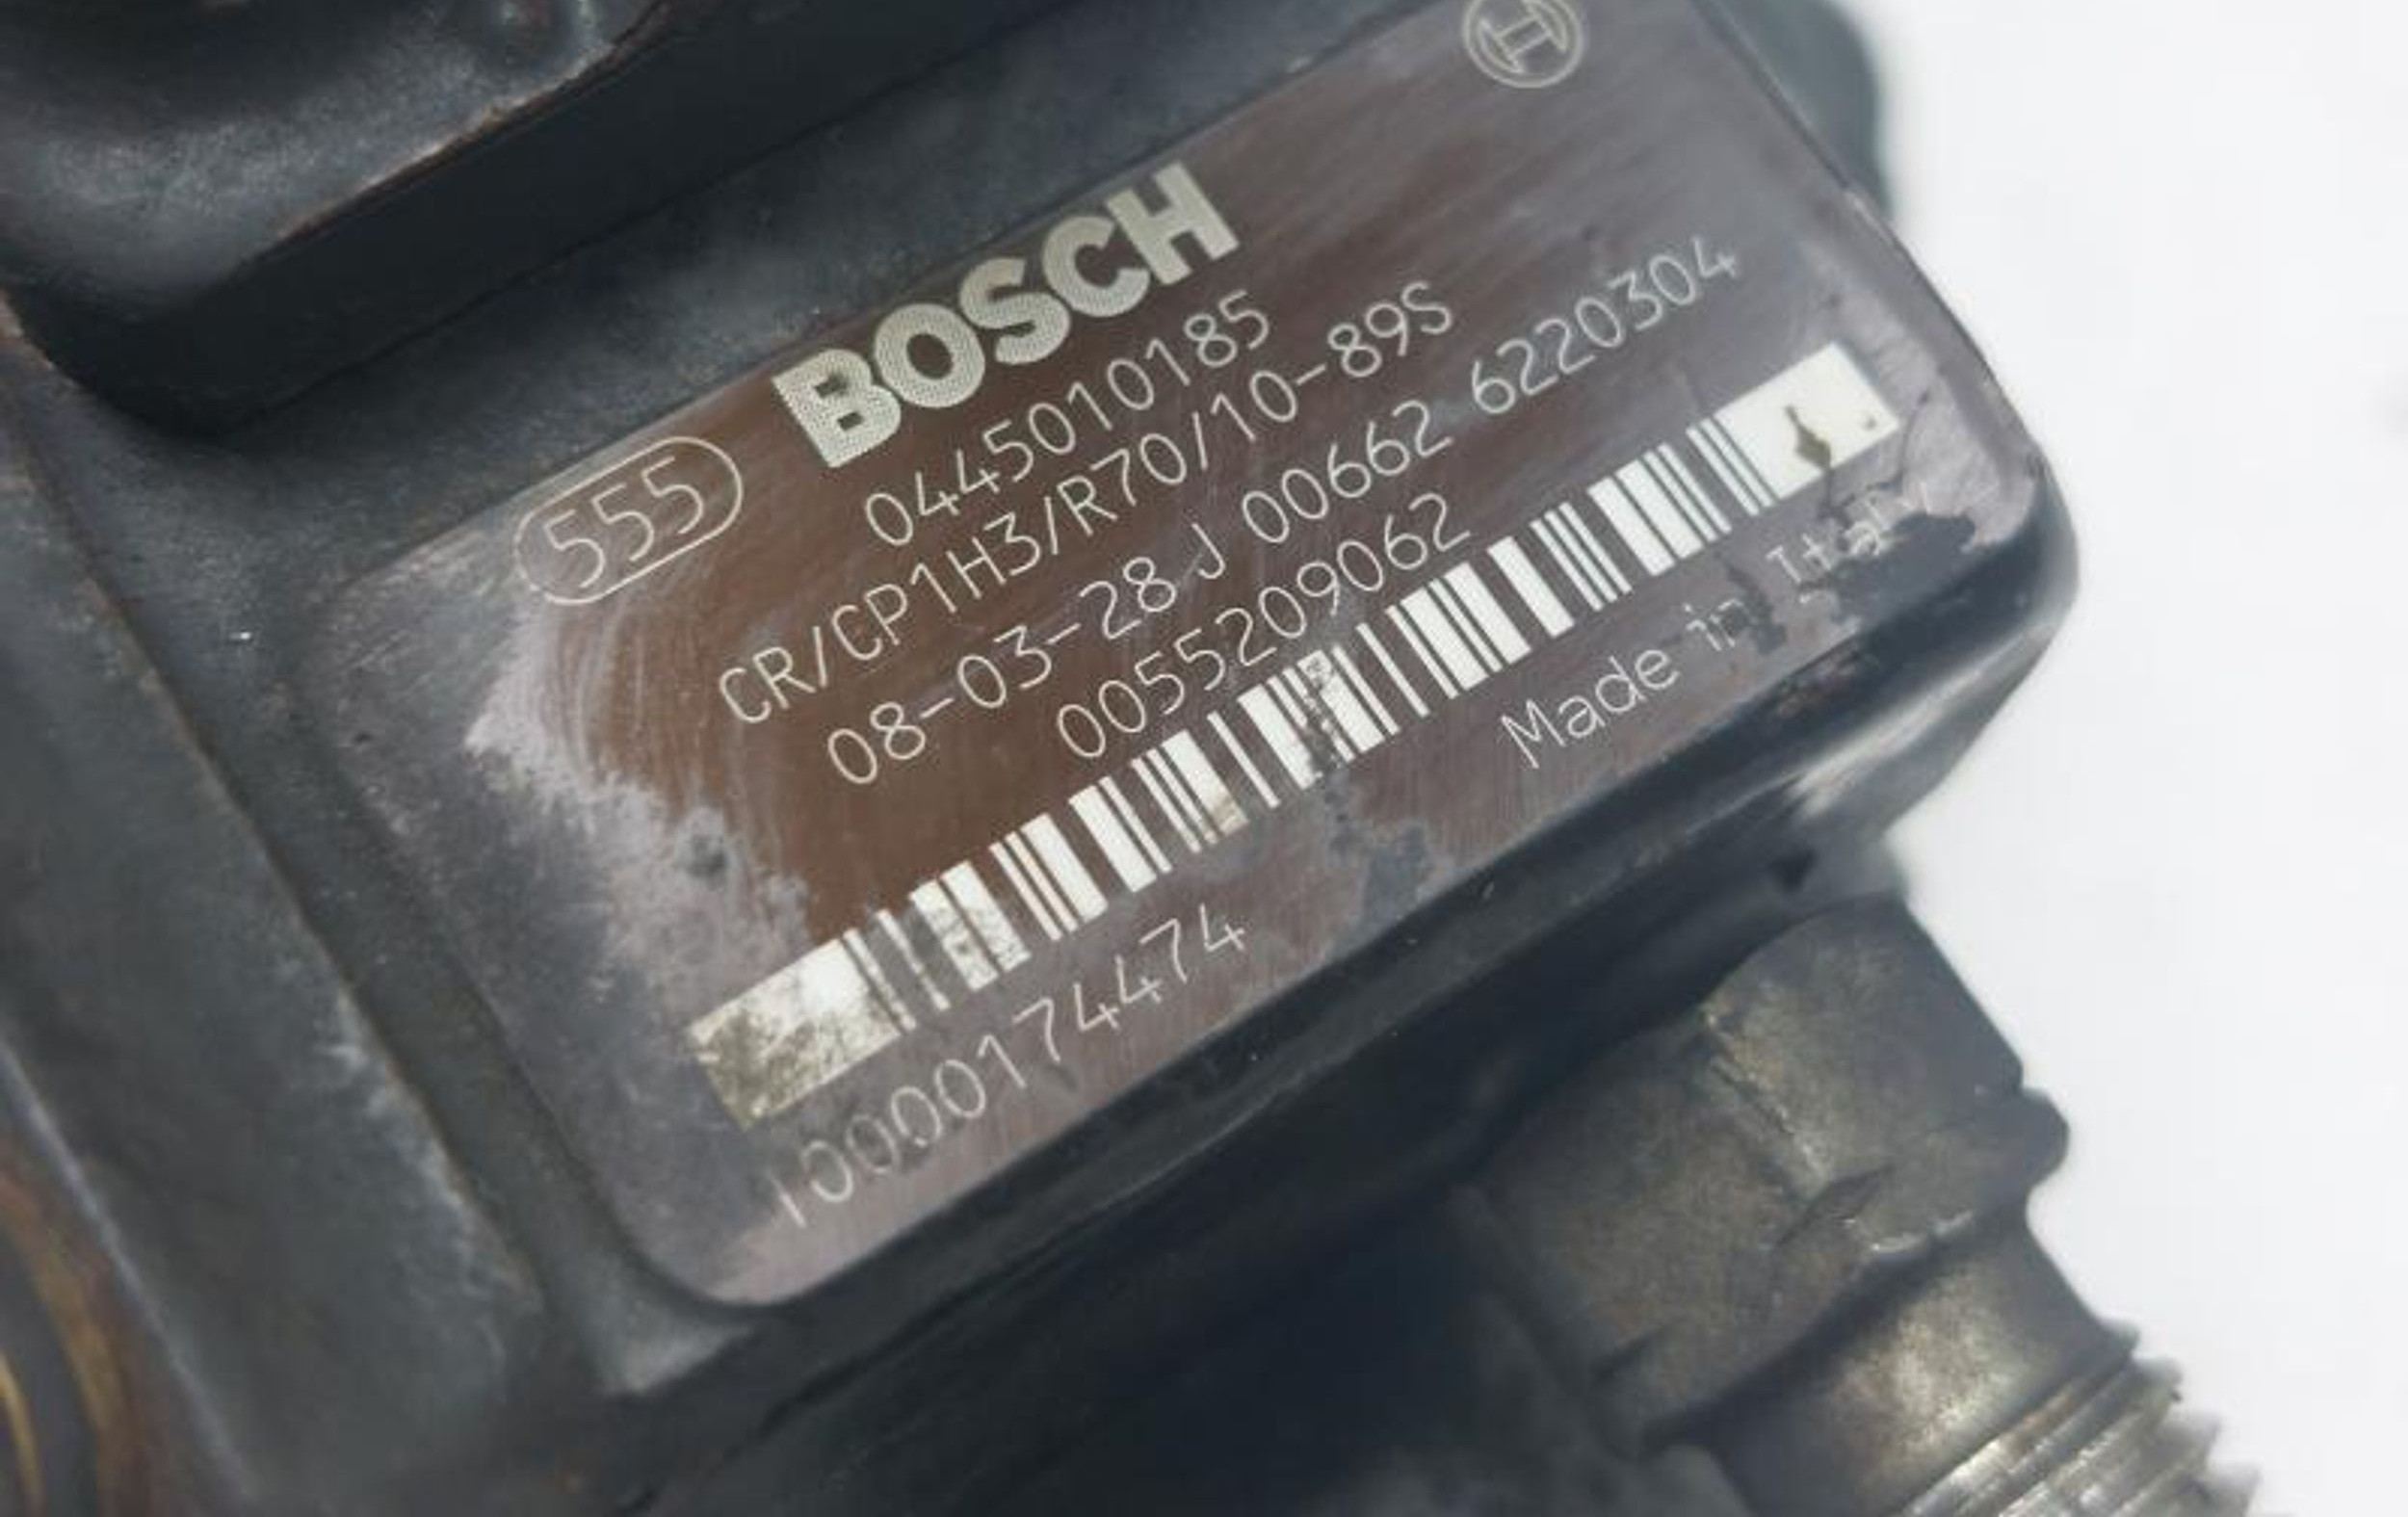 BOSCH
555
0445010185
CR/CP1H3/R70/10-89S
08-03-28 J 00662 6220304
0055209062
Made in Italy
10000174474